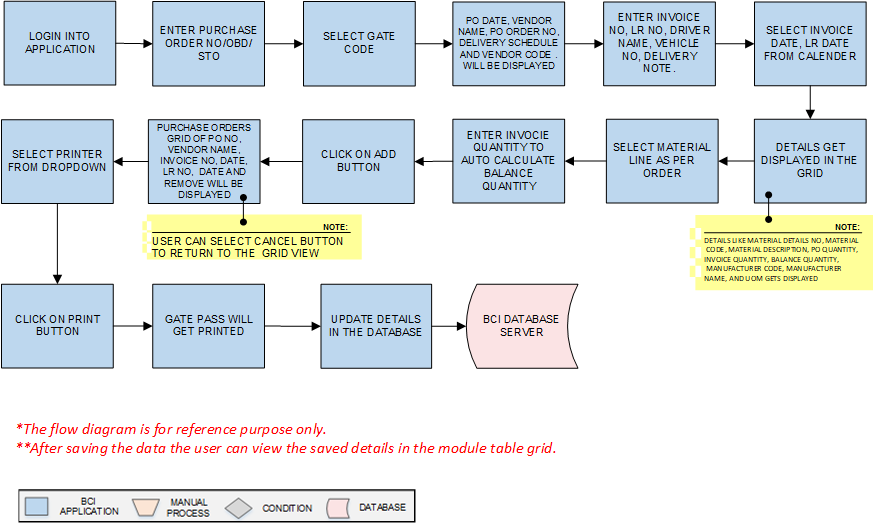 LOGIN INTO
APPLICATION
ENTER PURCHASE
ORDER NO/OBD/
STO
SELECT GATE
CODE
PO DATE, VENDOR
NAME, PO ORDER NO,
DELIVERY SCHEDULE
AND VENDOR CODE .
WILL BE DISPLAYED
ENTER INVOICE
NO, LR NO, DRIVER
NAME, VEHICLE
NO, DELIVERY
NOTE .
SELECT INVOICE
DATE, LR DATE
FROM CALENDER
DETAILS GET
DISPLAYED IN THE
GRID
NOTE:
DETAILS LIKE MATERIAL DETAILS NO, MATERIAL
CODE, MATERIAL DESCRIPTION, PO QUANTITY,
INVOICE QUANTITY, BALANCE QUANTITY,
MANUFACTURER CODE, MANUFACTURER
NAME, AND UOM GETS DISPLAYED
SELECT MATERIAL
LINE AS PER
ORDER
ENTER INVOCIE
QUANTITY TO
AUTO CALCULATE
BALANCE
QUANTITY
CLICK ON ADD
BUTTON
PURCHASE ORDERS
GRID OF PO NO,
VENDOR NAME,
INVOICE NO, DATE,
LR NO, DATE AND
REMOVE WILL BE
DISPLAYED
NOTE:
USER CAN SELECT CANCEL BUTTON
TO RETURN TO THE GRID VIEW
SELECT PRINTER
FROM DROPDOWN
CLICK ON PRINT
BUTTON
GATE PASS WILL
GET PRINTED
UPDATE DETAILS
IN THE DATABASE
BCI DATABASE
SERVER
*The flow diagram is for reference purpose only.
**After saving the data the user can view the saved details in the module table grid.
BCI
APPLICATION
MANUAL
PROCESS
CONDITION
DATABASE